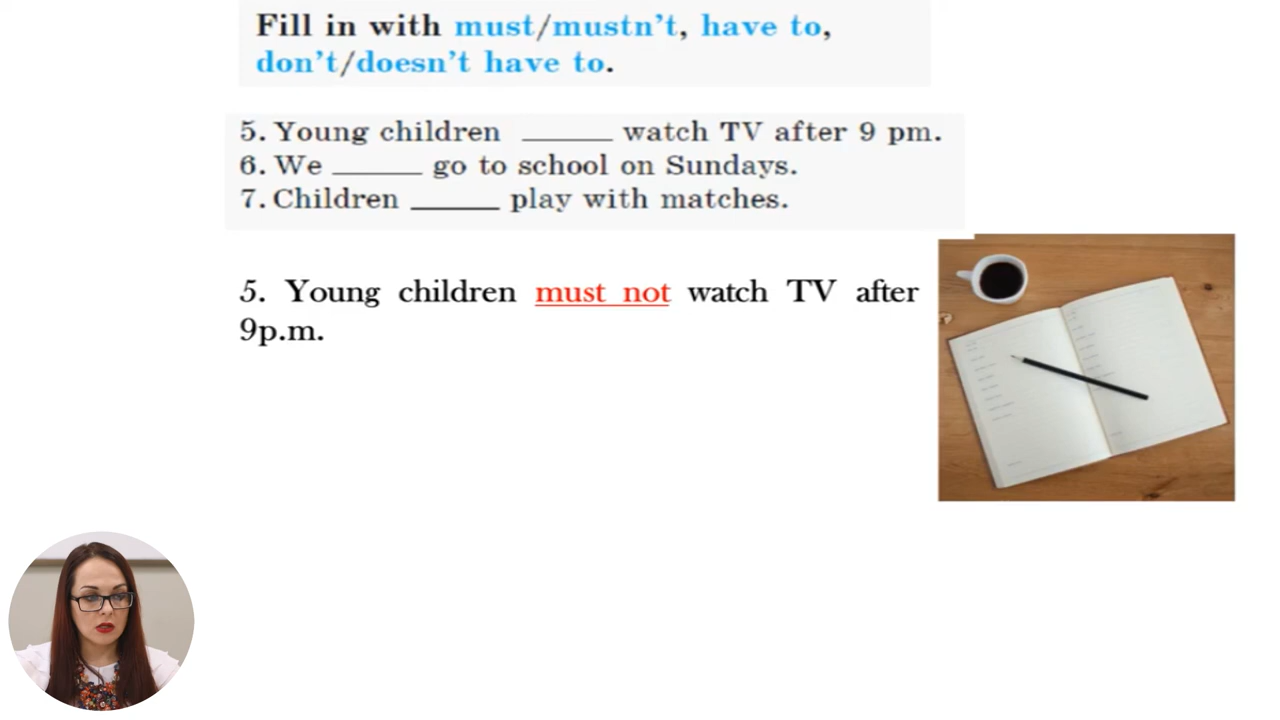 Fill in with must/mustn't, have to,
don't/doesn't have to.
5. Young children ______ watch TV after 9 pm.
6. We ______ go to school on Sundays.
7. Children ______ play with matches.
5. Young children must not watch TV after
9p.m.